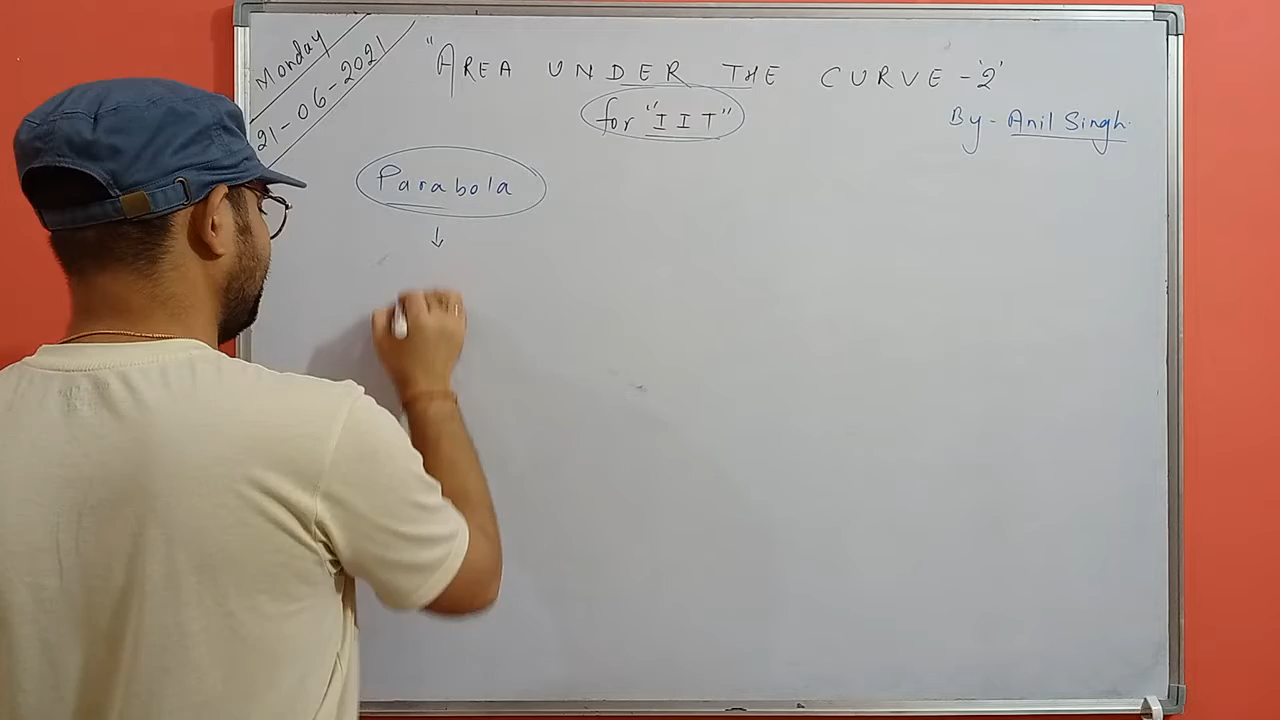 Monday
21-06-2021
"AREA UNDER THE CURVE-'2'
for "IIT"
By- Anil Singh.
Parabola
↓